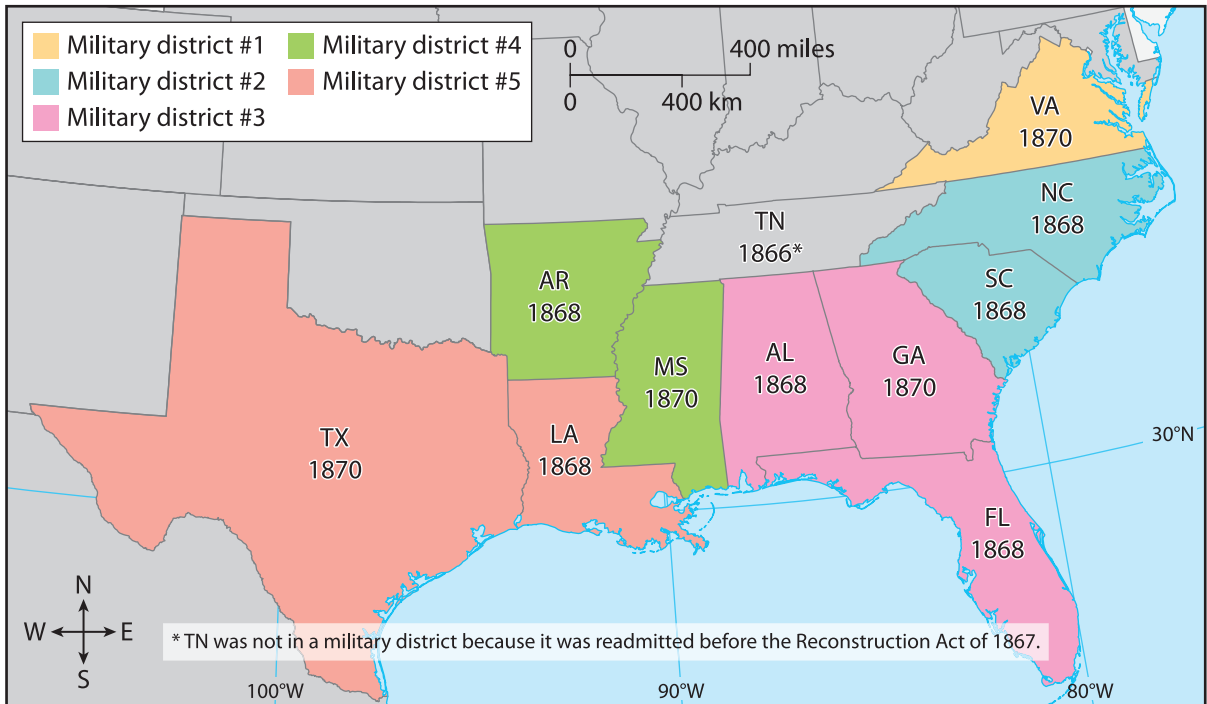 Military district #1
Military district #2
Military district #3
Military district #4
Military district #5
0 400 miles
0 400 km
VA
1870
NC
1868
TN
1866*
SC
1868
AR
1868
MS
1870
AL
1868
GA
1870
TX
1870
LA
1868
FL
1868
30°N
N
W E
S
* TN was not in a military district because it was readmitted before the Reconstruction Act of 1867.
100°W
90°W
80°W